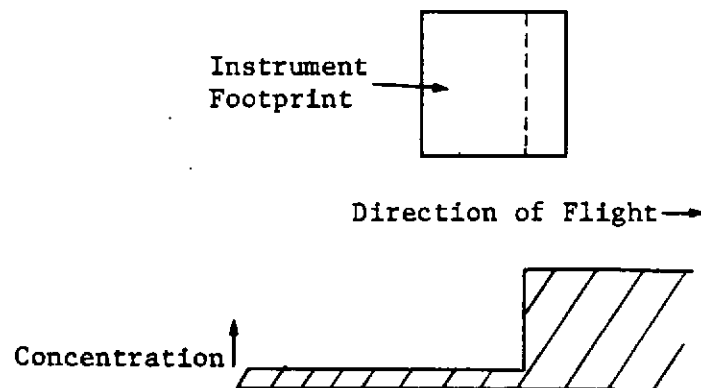 Instrument
Footprint
Direction of Flight
Concentration